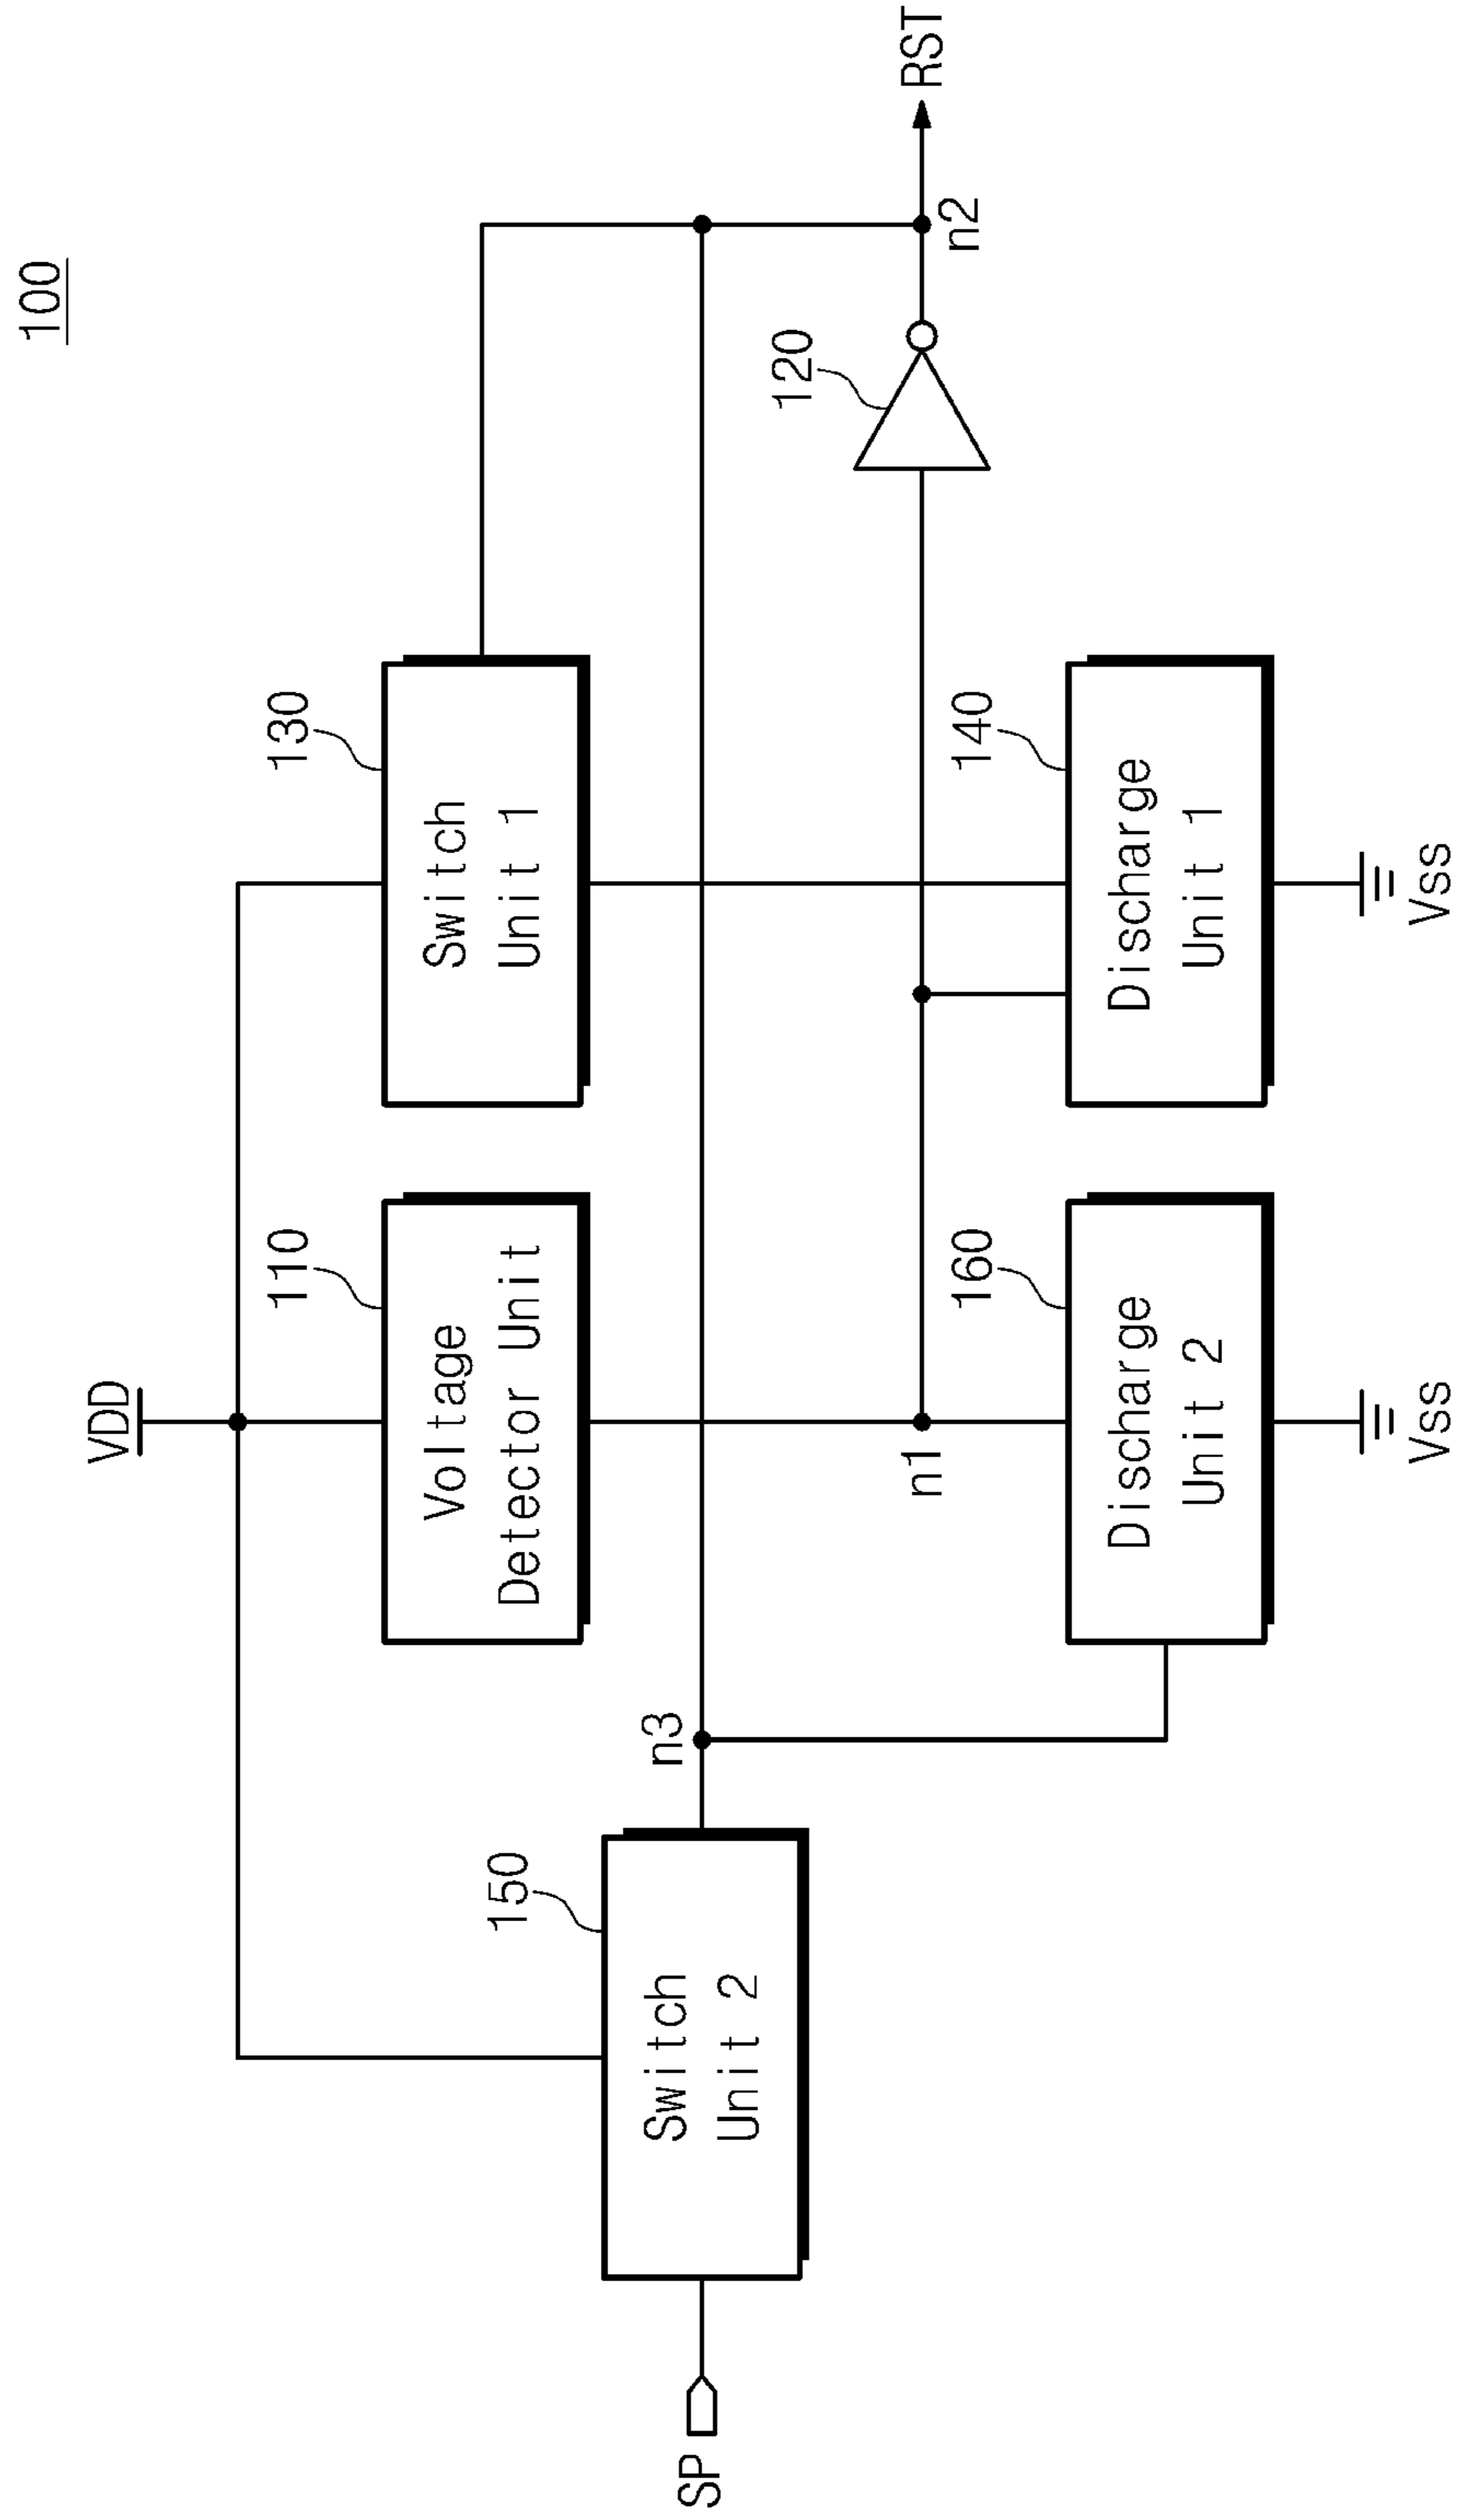 100
VDD
110
Voltage
Detector Unit
130
Switch
Unit 1
150
Switch
Unit 2
SP
n3
n1
120
n2
RST
160
Discharge
Unit 2
140
Discharge
Unit 1
Vss
Vss